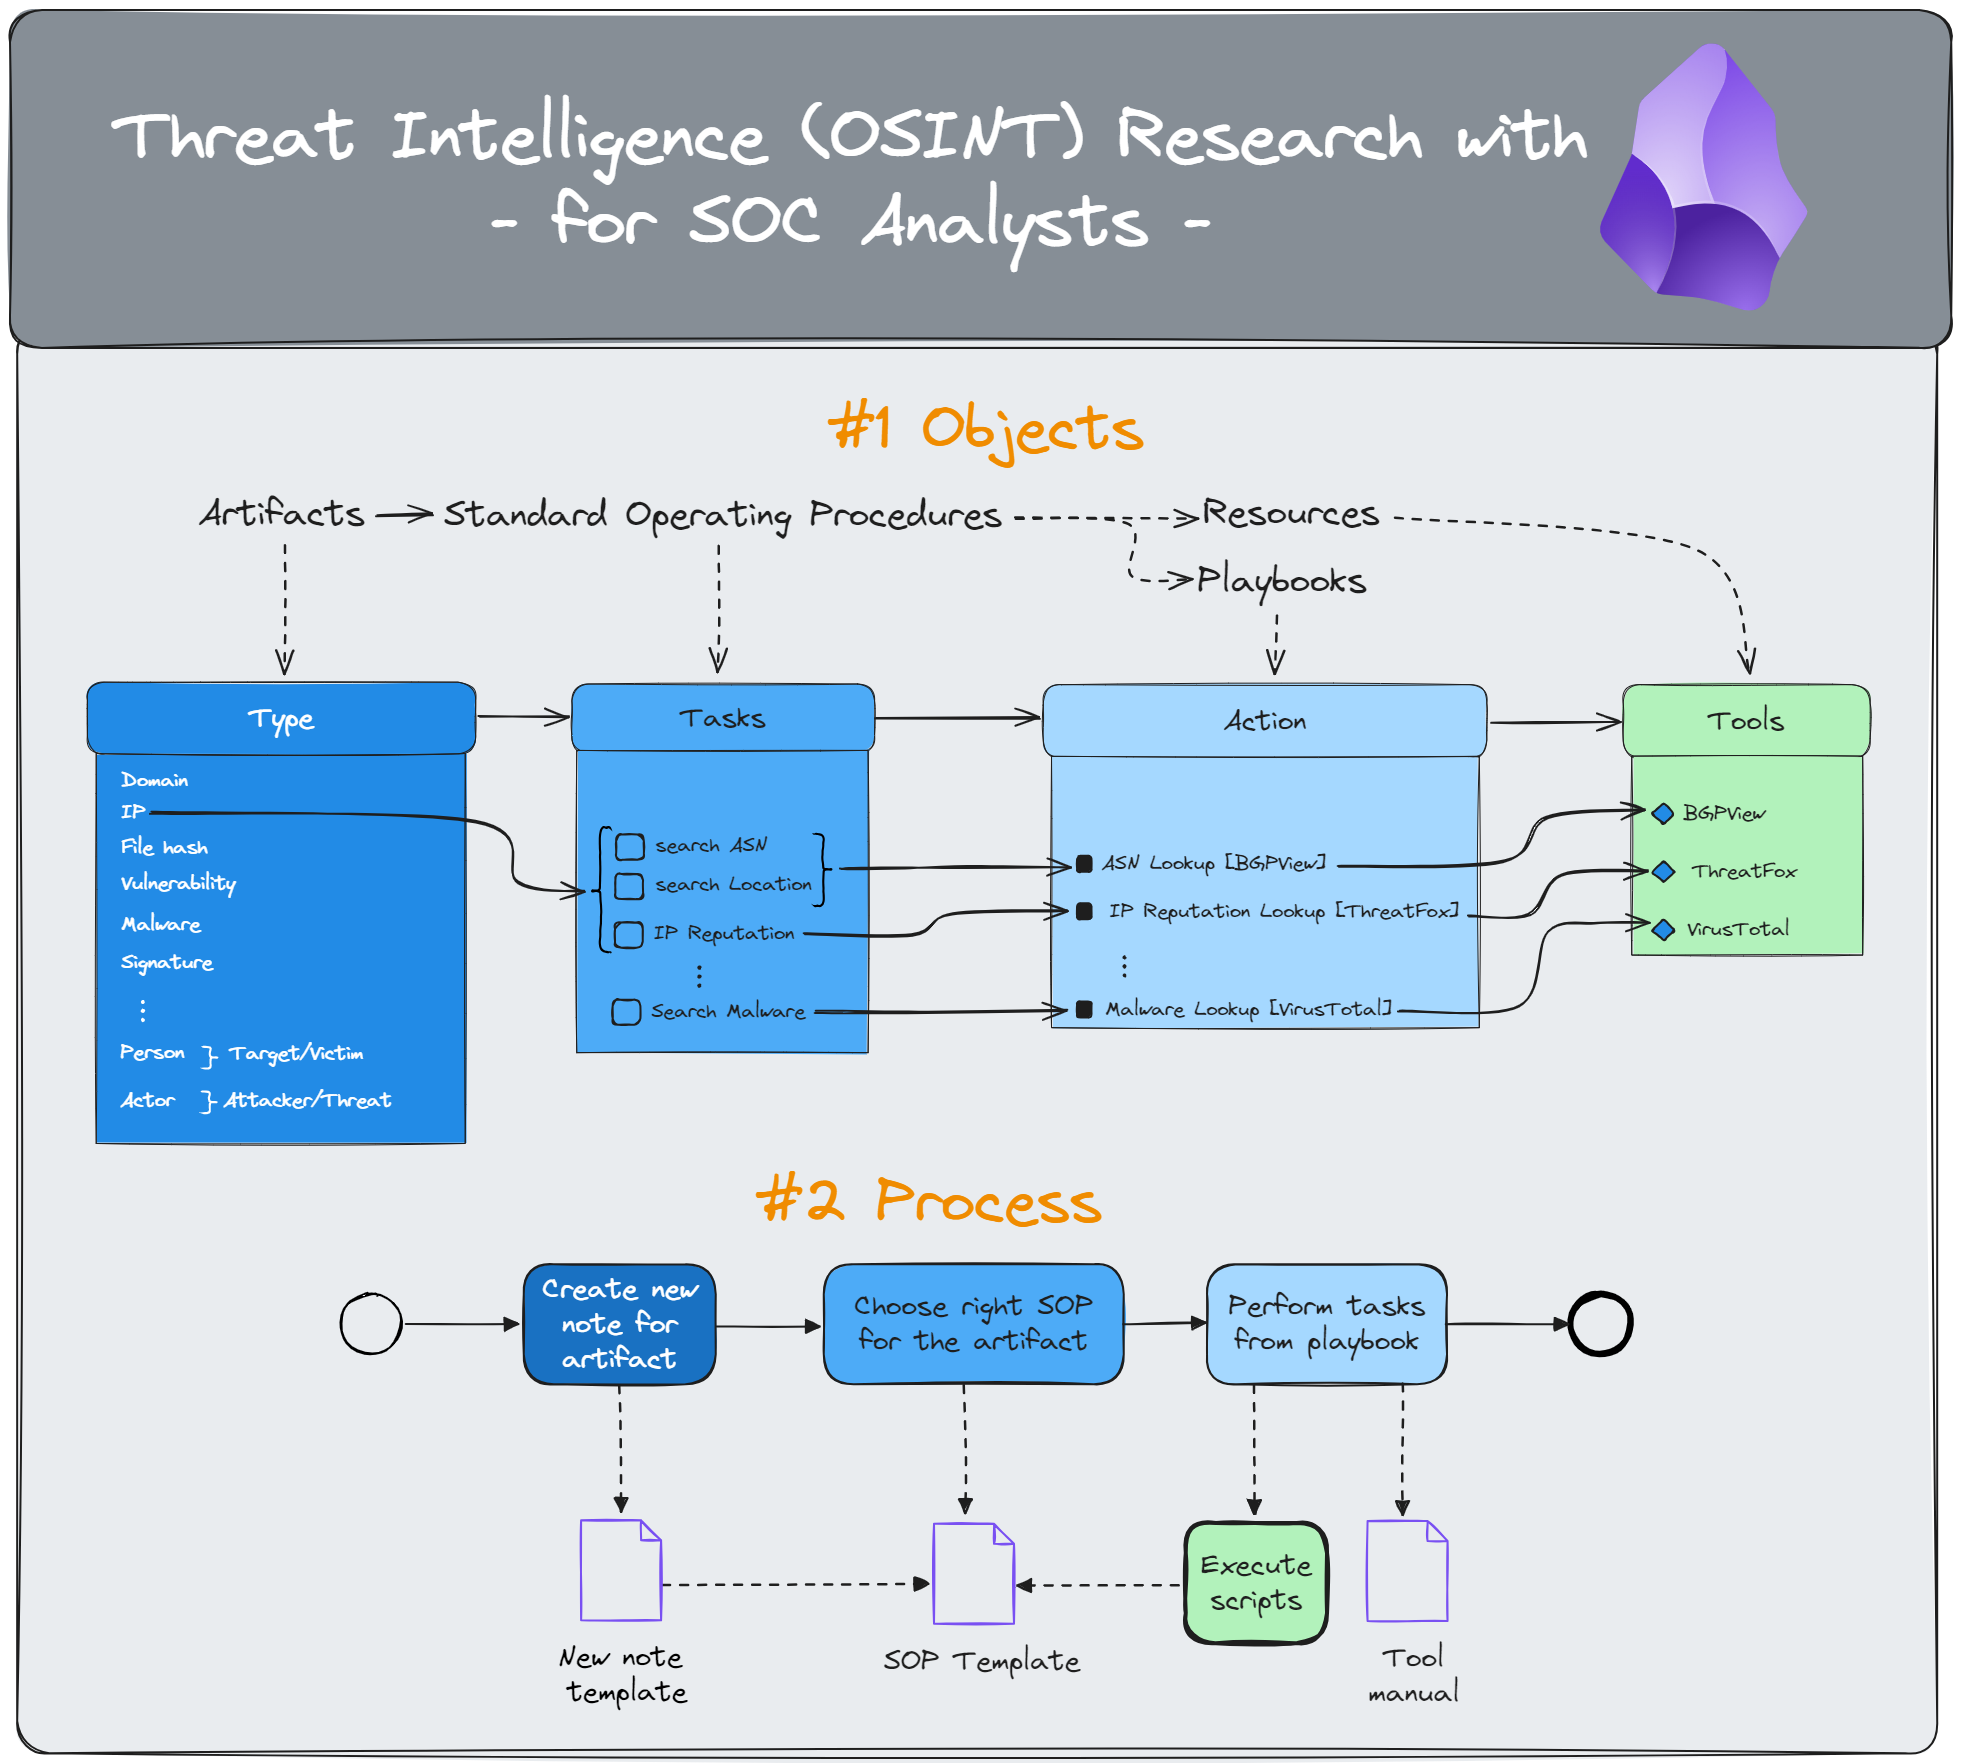 Threat Intelligence (OSINT) Research with
- for SOC Analysts -
#1 Objects
Artifacts
Standard Operating Procedures
Resources
Playbooks
Type
Domain
IP
File hash
Vulnerability
Malware
Signature
⋮
Person } Target/Victim
Actor } Attacker/Threat
Tasks
search ASN
search Location
IP Reputation
⋮
Search Malware
Action
ASN Lookup [BGPView]
IP Reputation Lookup [ThreatFox]
⋮
Malware Lookup [VirusTotal]
Tools
BGPView
ThreatFox
VirusTotal
#2 Process
Create new
note for
artifact
Choose right SOP
for the artifact
Perform tasks
from playbook
New note
template
SOP Template
Execute
scripts
Tool
manual